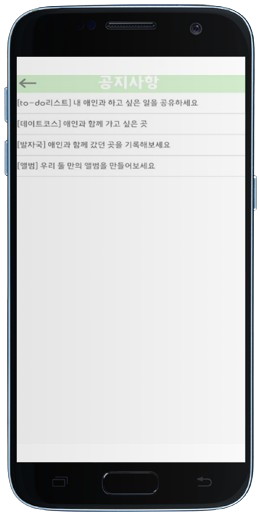 공지사항
[to-do리스트] 내 애인과 하고 싶은 일을 공유하세요
[데이트코스] 애인과 함께 가고 싶은 곳
[발자국] 애인과 함께 갔던 곳을 기록해보세요
[앨범] 우리 둘 만의 앨범을 만들어보세요